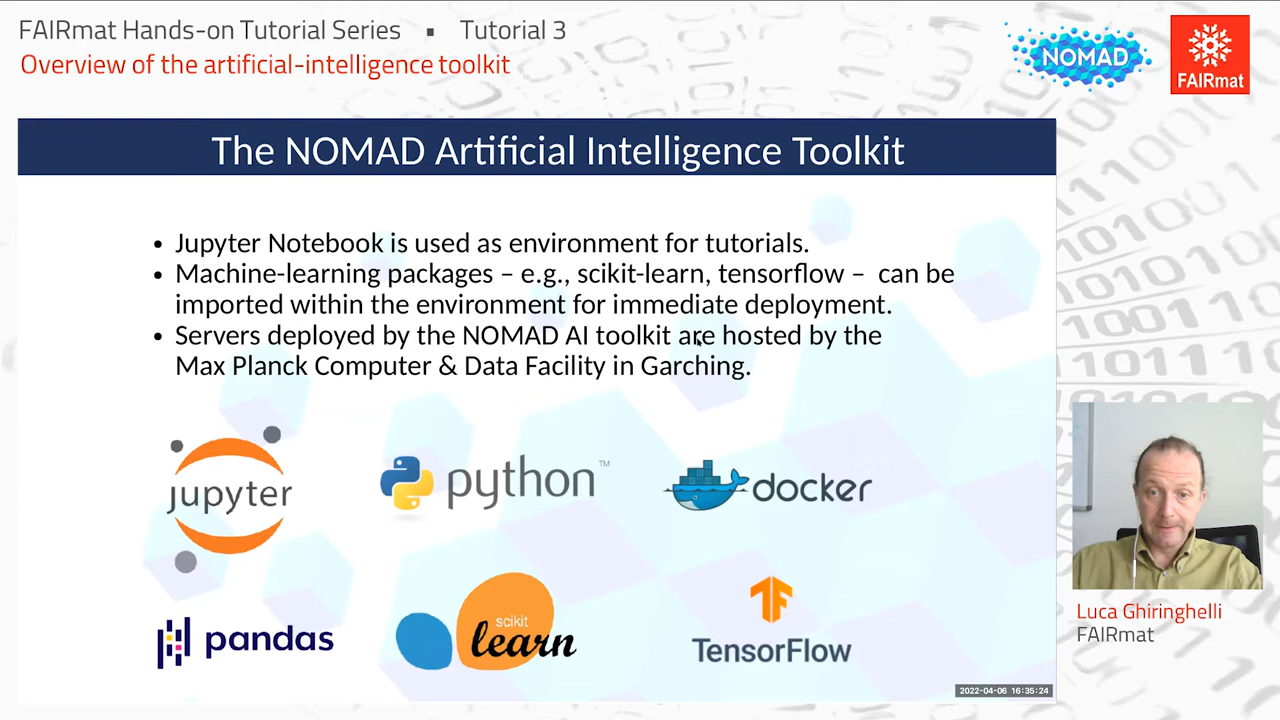 FAIRmat Hands-on Tutorial Series ▪ Tutorial 3
Overview of the artificial-intelligence toolkit
NOMAD
FAIRmat
The NOMAD Artificial Intelligence Toolkit
• Jupyter Notebook is used as environment for tutorials.
• Machine-learning packages – e.g., scikit-learn, tensorflow – can be
imported within the environment for immediate deployment.
• Servers deployed by the NOMAD AI toolkit are hosted by the
Max Planck Computer & Data Facility in Garching.
jupyter
python™
docker
pandas
scikit
learn
TensorFlow
Luca Ghiringhelli
FAIRmat
2022-04-06 16:35:24